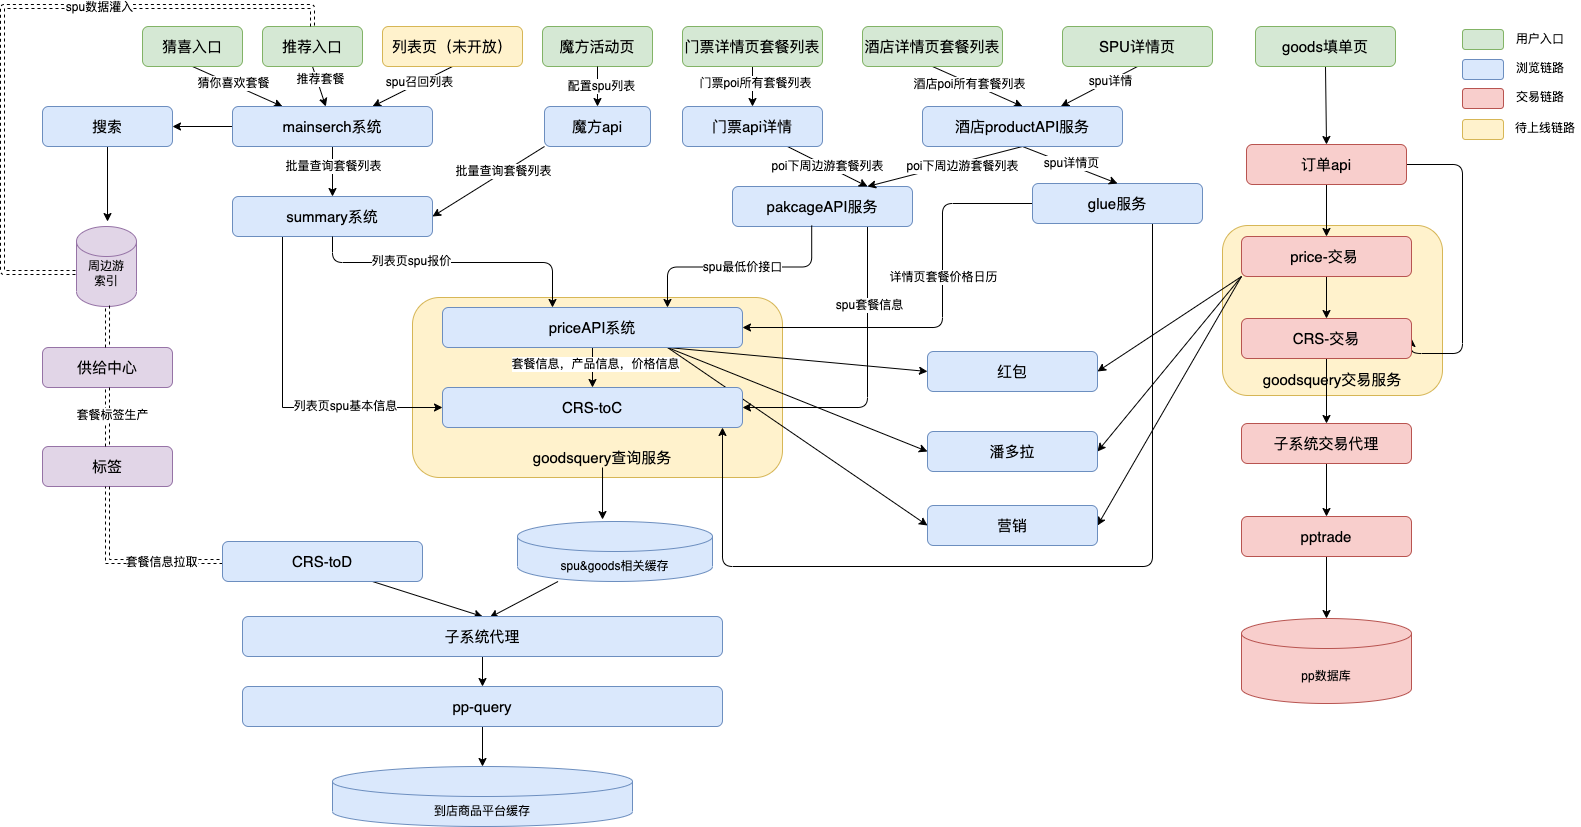 spu数据灌入
猜喜入口
推荐入口
列表页（未开放）
魔方活动页
门票详情页套餐列表
酒店详情页套餐列表
SPU详情页
goods填单页
用户入口
浏览链路
交易链路
待上线链路
猜你喜欢套餐
推荐套餐
spu召回列表
配置spu列表
门票poi所有套餐列表
酒店poi所有套餐列表
spu详情
搜索
mainserch系统
魔方api
门票api详情
酒店productAPI服务
批量查询套餐列表
批量查询套餐列表
poi下周边游套餐列表
poi下周边游套餐列表
spu详情页
订单api
summary系统
pakcageAPI服务
glue服务
周边游
索引
列表页spu报价
spu最低价接口
详情页套餐价格日历
spu套餐信息
price-交易
priceAPI系统
CRS-交易
套餐信息，产品信息，价格信息
供给中心
红包
goodsquery交易服务
列表页spu基本信息
CRS-toC
套餐标签生产
goodsquery查询服务
潘多拉
子系统交易代理
标签
营销
pptrade
套餐信息拉取
CRS-toD
spu&goods相关缓存
子系统代理
pp数据库
pp-query
到店商品平台缓存